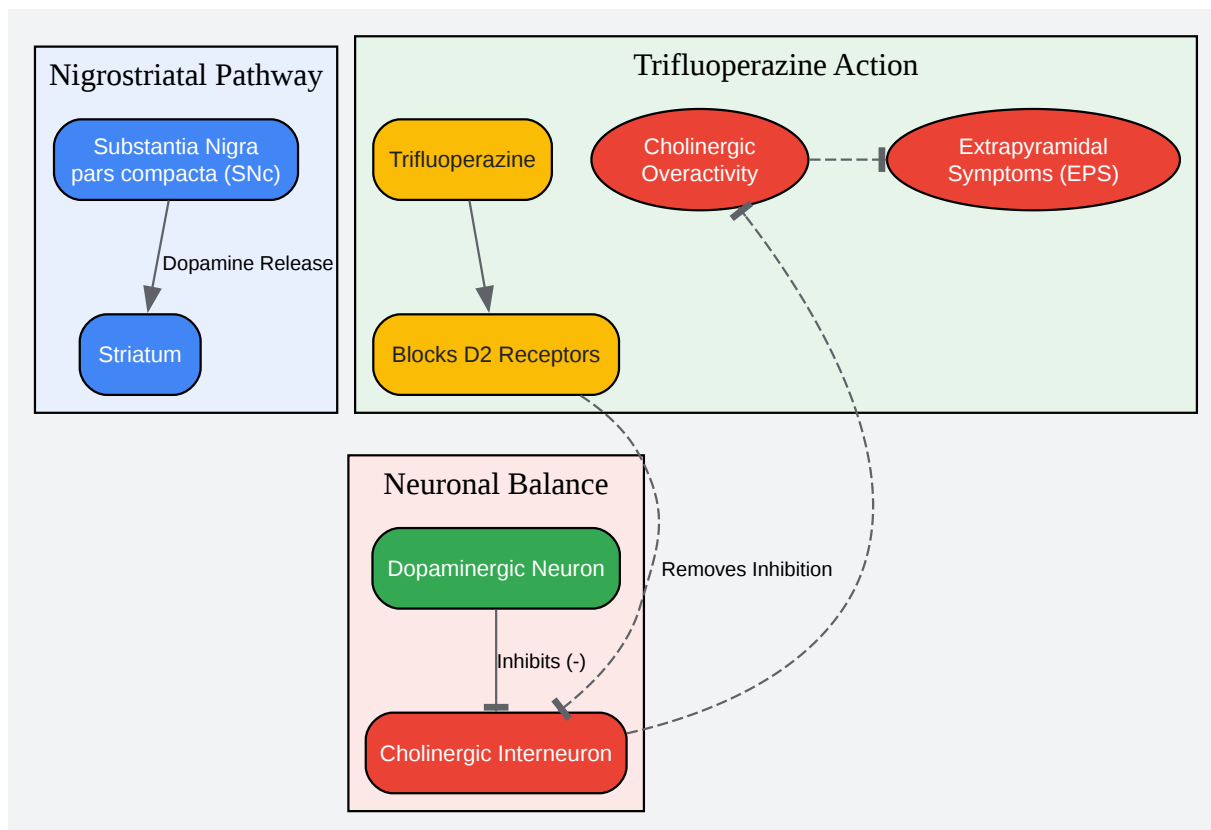 Nigrostriatal Pathway
Substantia Nigra
pars compacta (SNc)
Dopamine Release
Striatum
Trifluoperazine Action
Trifluoperazine
Cholinergic
Overactivity
Extrapyramidal
Symptoms (EPS)
Blocks D2 Receptors
Neuronal Balance
Dopaminergic Neuron
Removes Inhibition
Inhibits (-)
Cholinergic Interneuron